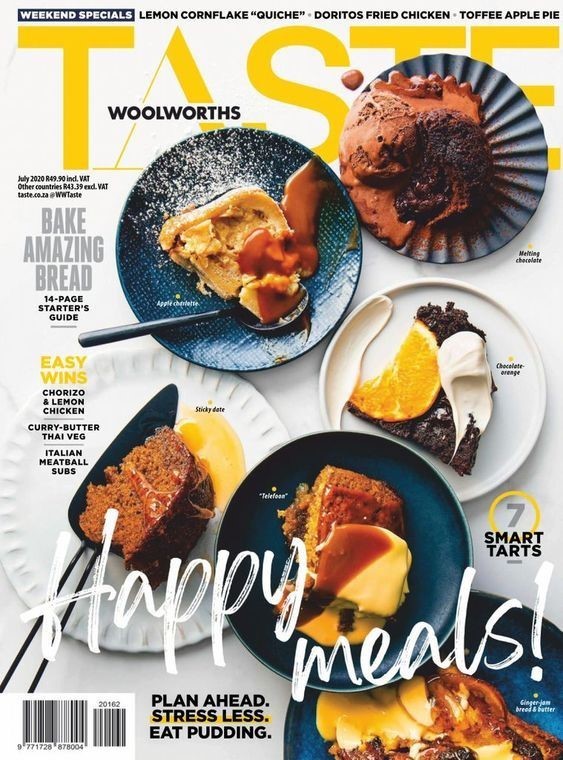 WEEKEND SPECIALS LEMON CORNFLAKE “QUICHE” • DORITOS FRIED CHICKEN • TOFFEE APPLE PIE
TASTE
WOOLWORTHS
July 2020 R49.90 incl. VAT
Other countries R43.39 excl. VAT
taste.co.za @WWTaste
BAKE
AMAZING
BREAD
14-PAGE
STARTER'S
GUIDE
Melting
chocolate
Apple charlotte
EASY
WINS
CHORIZO
& LEMON
CHICKEN
CURRY-BUTTER
THAI VEG
ITALIAN
MEATBALL
SUBS
Chocolate-
orange
Sticky date
"Telefoon"
7
SMART
TARTS
Happy
meals!
Ginger-jam
bread & butter
PLAN AHEAD.
STRESS LESS.
EAT PUDDING.
20162
9 771728 878004